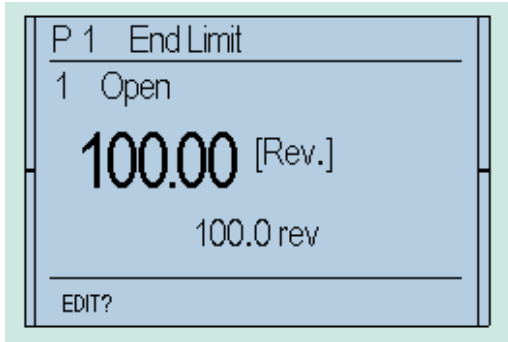 P 1 End Limit
1 Open
100.00 [Rev.]
100.0 rev
EDIT?